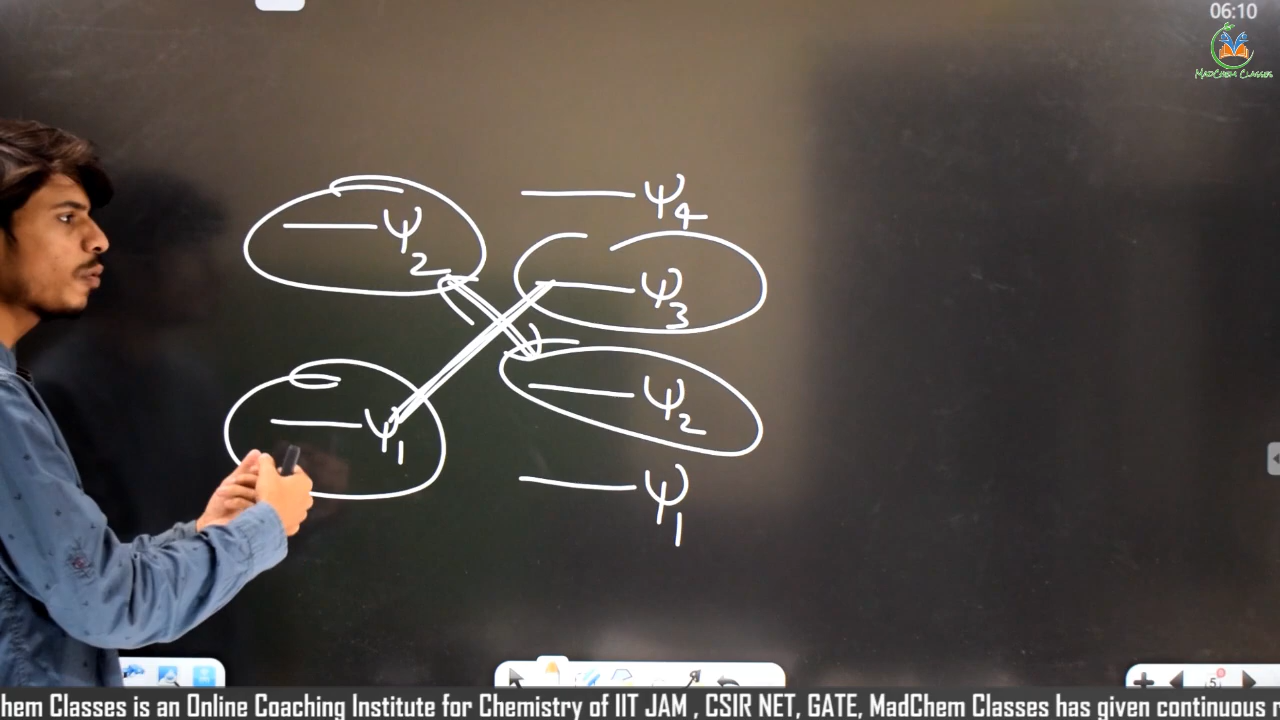 06:10
MADCHEM CLASSES
ψ4
ψ2
ψ3
ψ2
ψ1
ψ1
5
hem Classes is an Online Coaching Institute for Chemistry of IIT JAM , CSIR NET, GATE, MadChem Classes has given continuous r